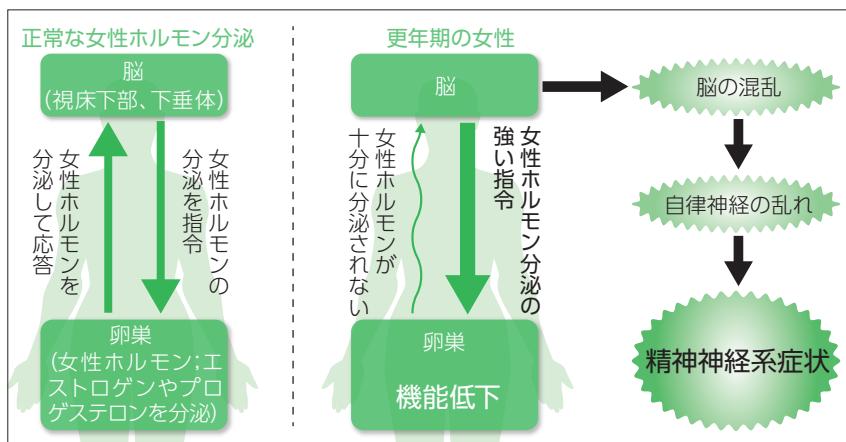 正常な女性ホルモン分泌
脳
(視床下部、下垂体)
女性ホルモンを
分泌して応答
女性ホルモンの
分泌を指令
卵巣
(女性ホルモン;エ
ストロゲンやプロ
ゲステロンを分泌)
更年期の女性
脳
女性ホルモンが
十分に分泌されない
女性ホルモン分泌の
強い指令
卵巣
機能低下
脳の混乱
自律神経の乱れ
精神神経系症状